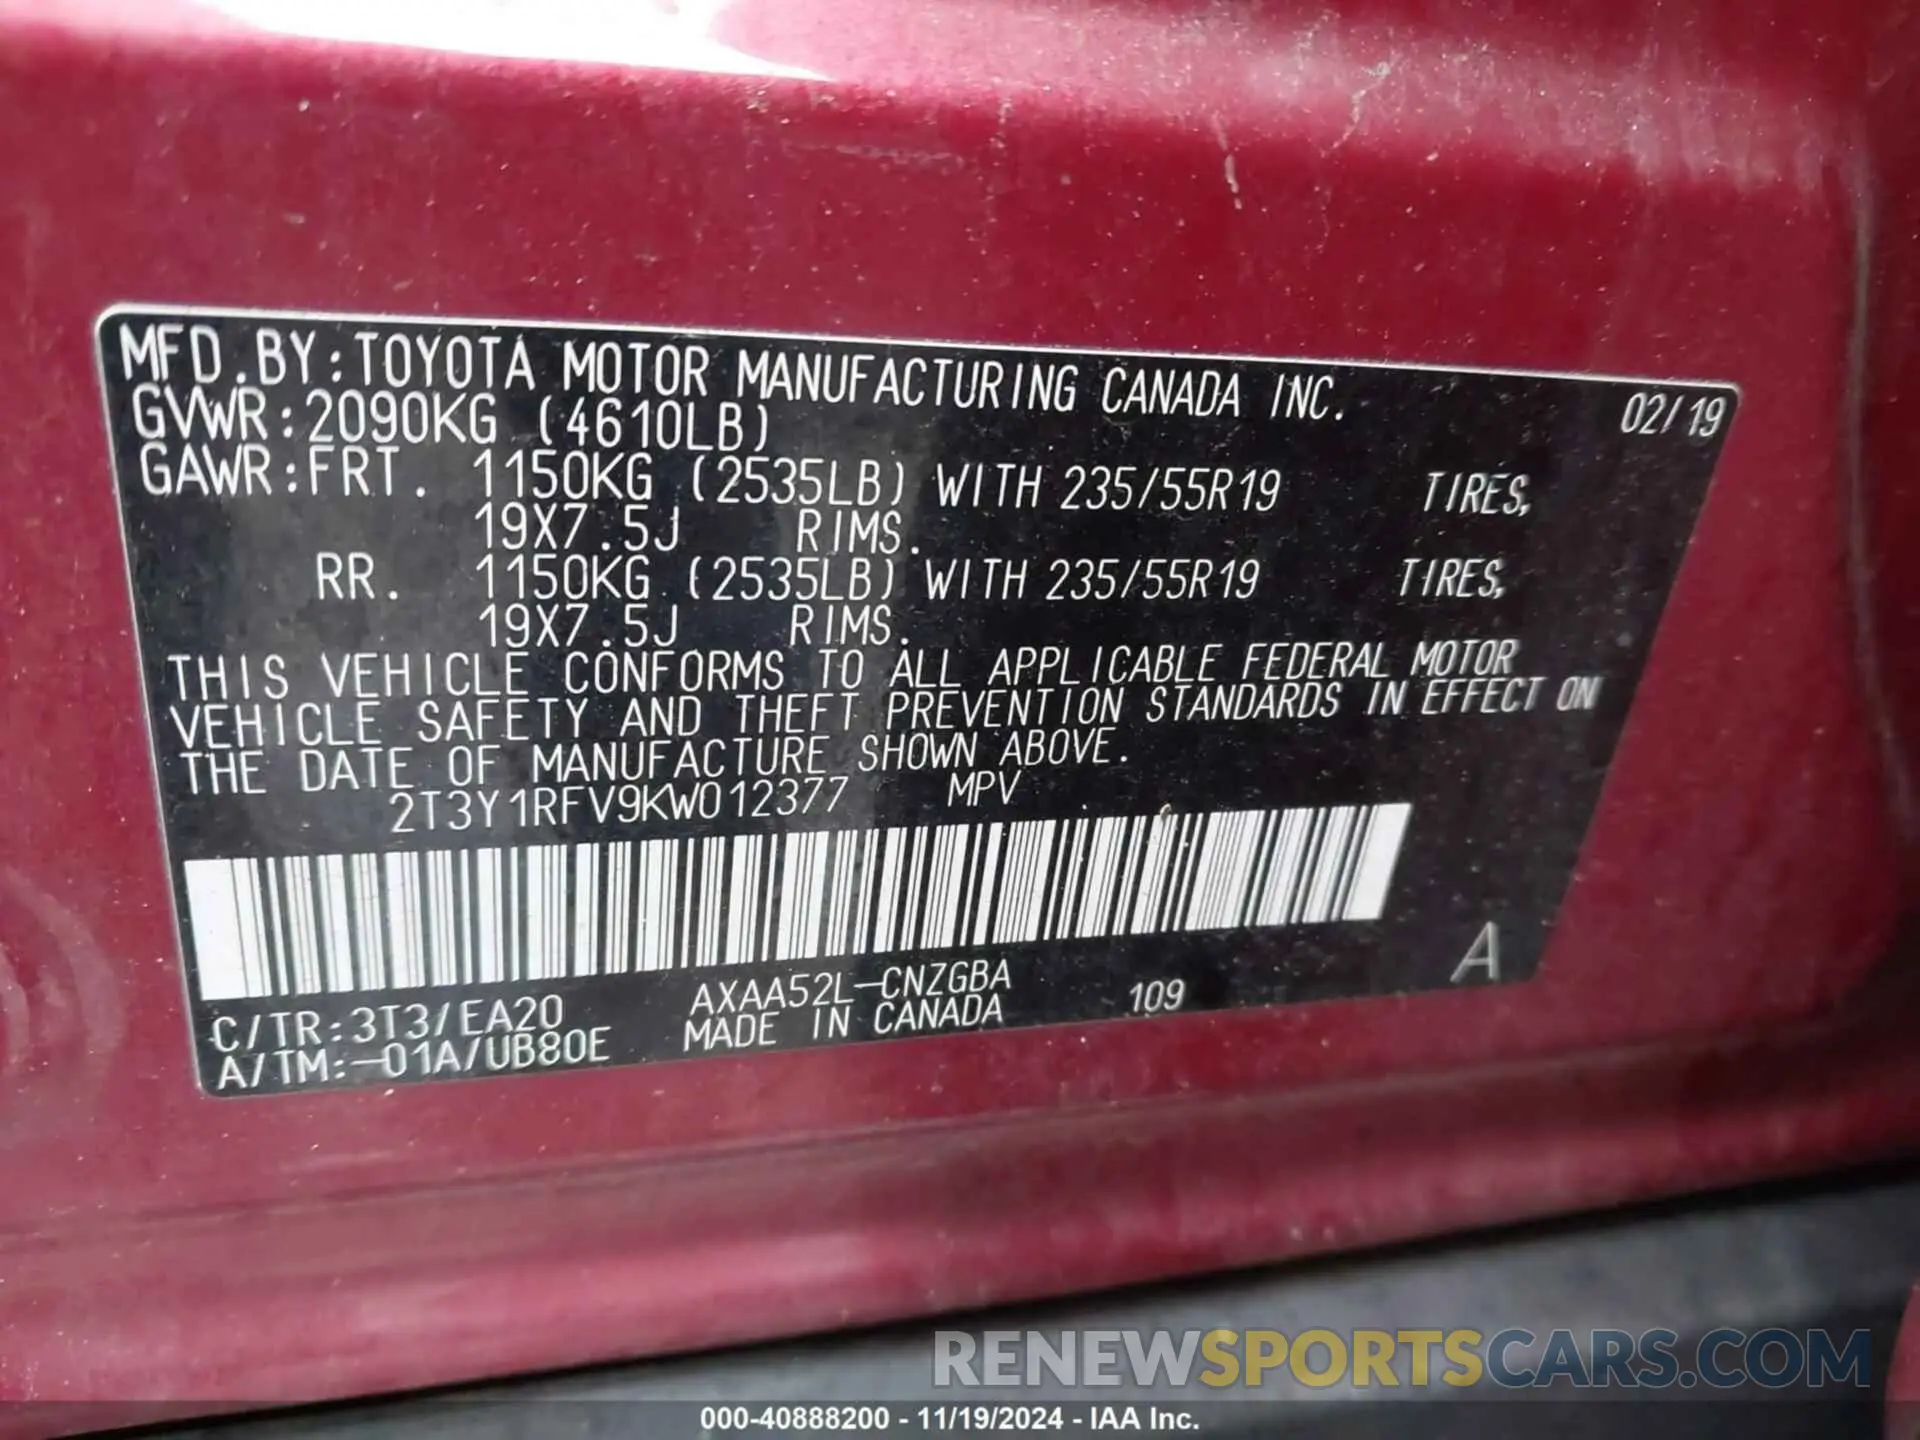 MFD.BY:TOYOTA MOTOR MANUFACTURING CANADA INC. 02/19
GVWR:2090KG (4610LB)
GAWR:FRT. 1150KG (2535LB) WITH 235/55R19 TIRES,
19X7.5J RIMS.
RR. 1150KG (2535LB) WITH 235/55R19 TIRES,
19X7.5J RIMS.
THIS VEHICLE CONFORMS TO ALL APPLICABLE FEDERAL MOTOR
VEHICLE SAFETY AND THEFT PREVENTION STANDARDS IN EFFECT ON
THE DATE OF MANUFACTURE SHOWN ABOVE.
2T3Y1RFV9KW012377 MPV
A
C/TR:3T3/EA20 AXAA52L-CNZGBA 109
A/TM:-01A/UB80E MADE IN CANADA
RENEWSPORTSCARS.COM
000-40888200 - 11/19/2024 - IAA Inc.